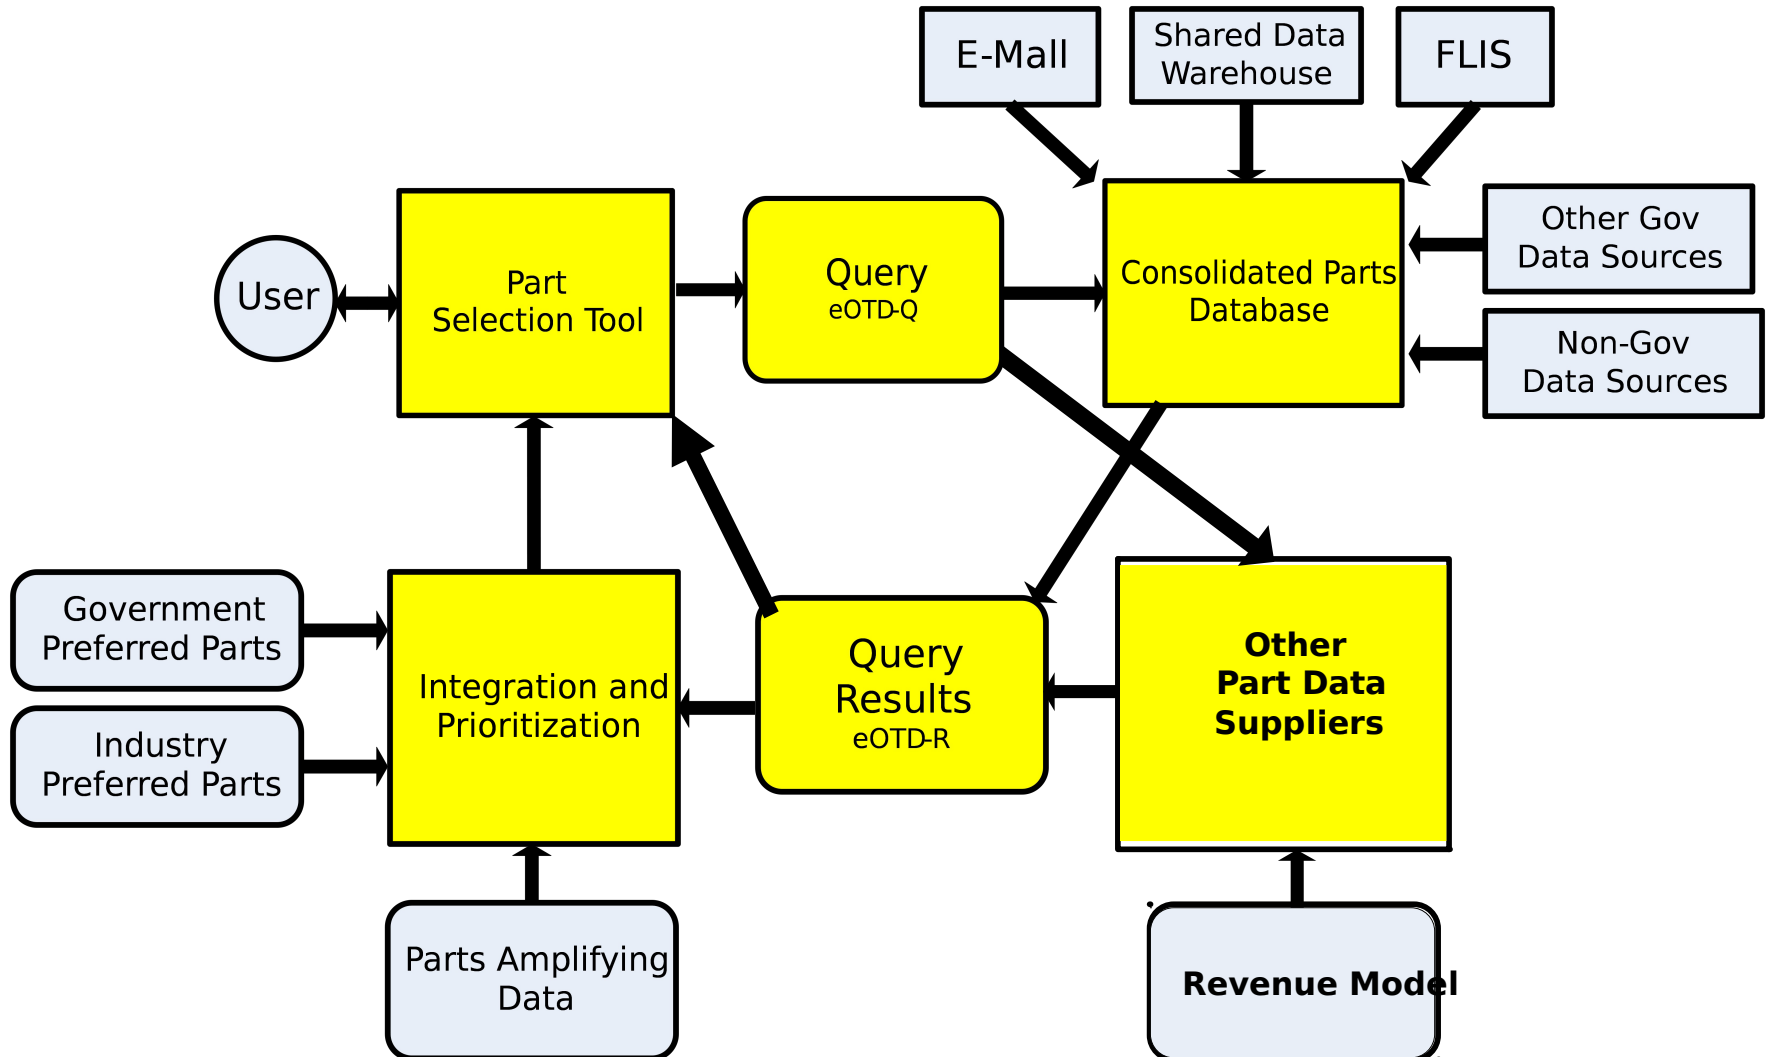 E-Mall
Shared Data
Warehouse
FLIS
User
Part
Selection Tool
Query
eOTD-Q
Consolidated Parts
Database
Other Gov
Data Sources
Non-Gov
Data Sources
Government
Preferred Parts
Industry
Preferred Parts
Integration and
Prioritization
Query
Results
eOTD-R
Other
Part Data
Suppliers
Parts Amplifying
Data
Revenue Model